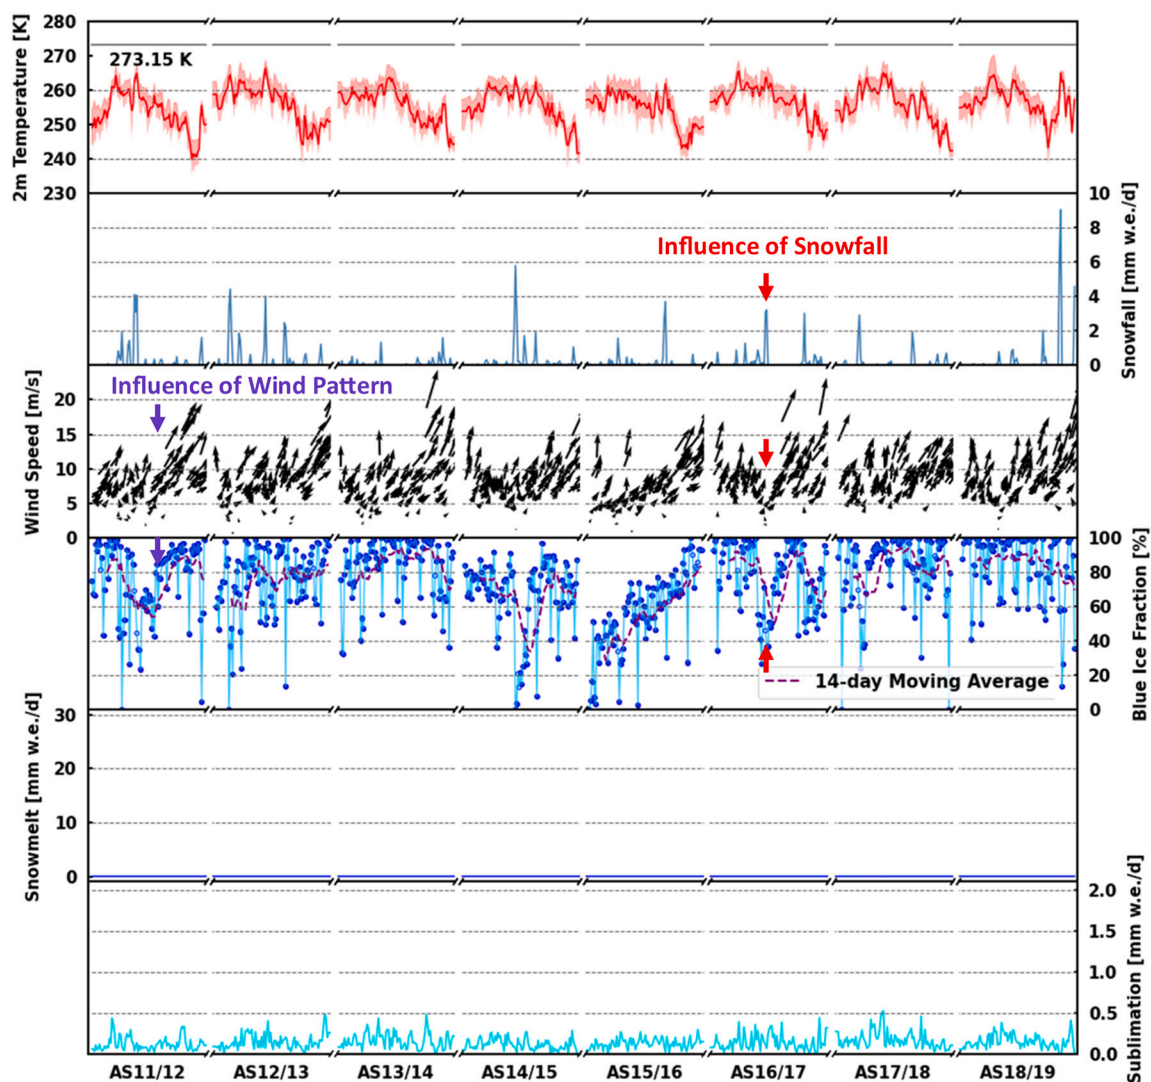 2m Temperature [K]
280
270
260
250
240
230
273.15 K
Snowfall [mm w.e./d]
10
8
6
4
2
0
Influence of Snowfall
Wind Speed [m/s]
20
15
10
5
0
Influence of Wind Pattern
Blue Ice Fraction [%]
100
80
60
40
20
0
14-day Moving Average
Snowmelt [mm w.e./d]
30
20
10
0
Sublimation [mm w.e./d]
2.0
1.5
1.0
0.5
0.0
AS11/12 AS12/13 AS13/14 AS14/15 AS15/16 AS16/17 AS17/18 AS18/19